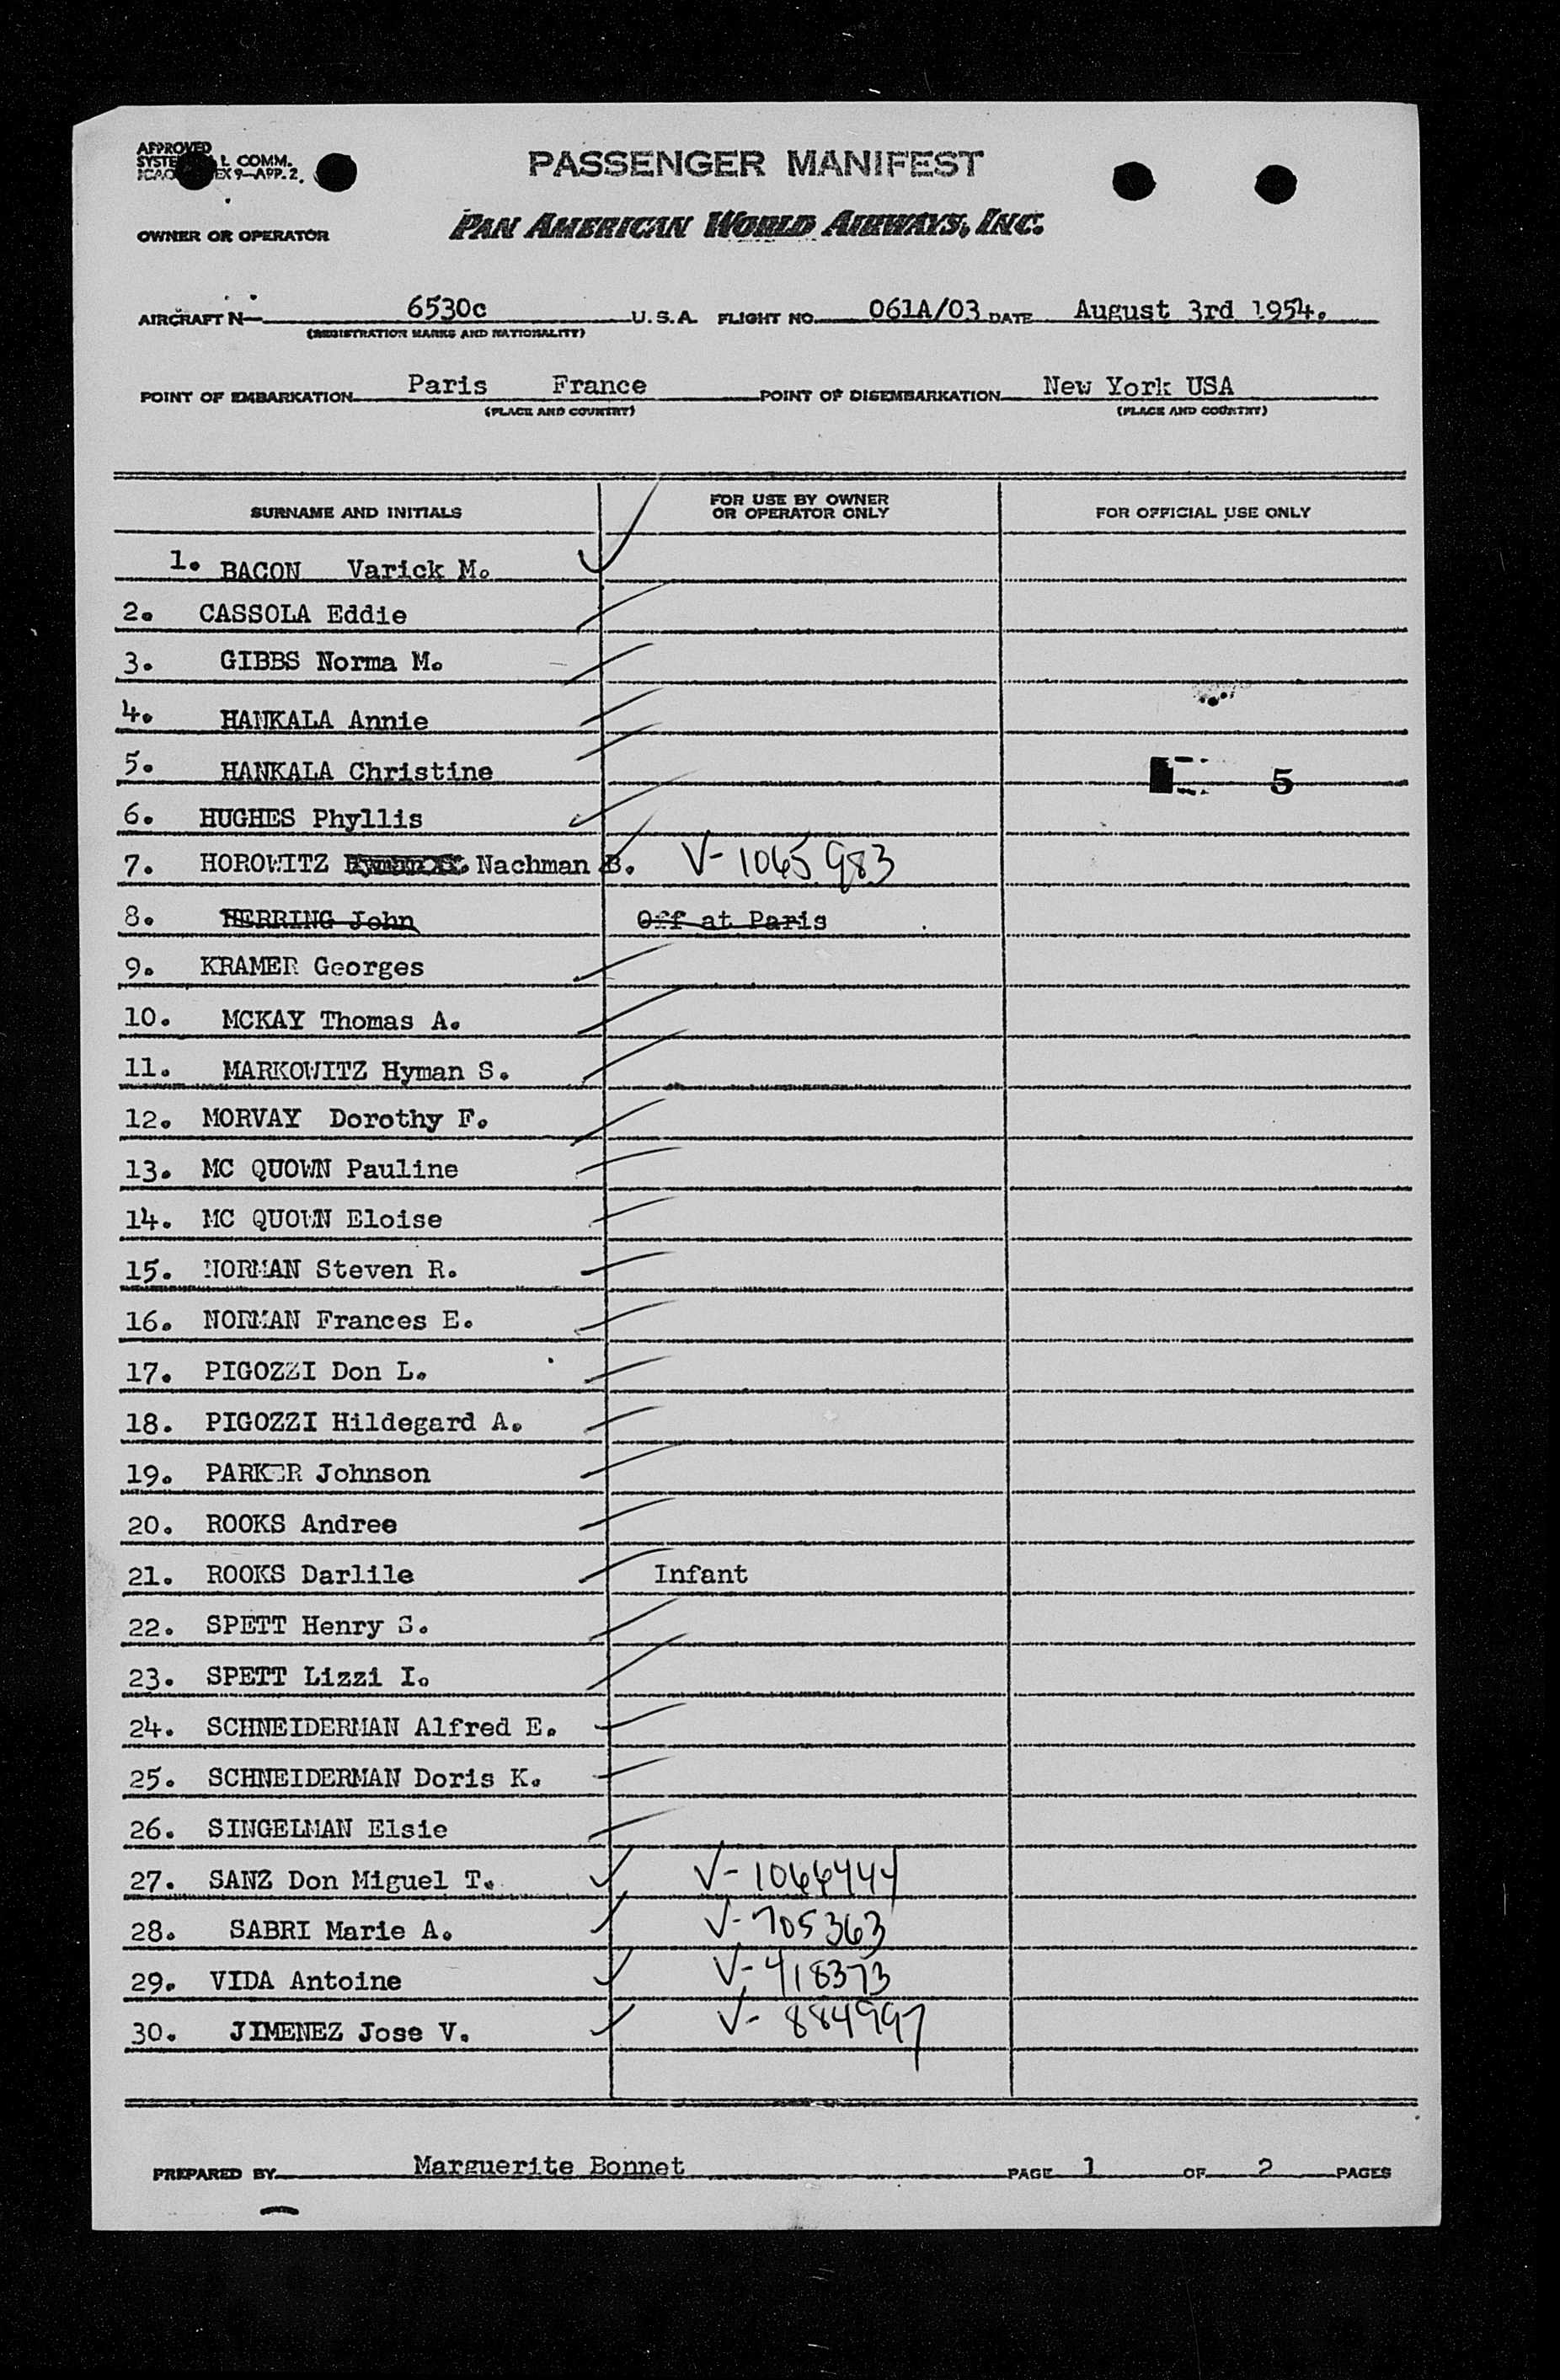 APPROVED
L COMM.
EX 9—APP. 2.
PASSENGER MANIFEST
OWNER OR OPERATOR
PAN AMERICAN WORLD AIRWAYS, INC.
AIRCRAFT N— 6530c U.S.A. FLIGHT NO. 061A/03 DATE August 3rd 1954.
(REGISTRATION MARKS AND NATIONALITY)
POINT OF EMBARKATION Paris France POINT OF DISEMBARKATION New York USA
(PLACE AND COUNTRY) (PLACE AND COUNTRY)
SURNAME AND INITIALS FOR USE BY OWNER OR OPERATOR ONLY FOR OFFICIAL USE ONLY
1. BACON Varick M.
2. CASSOLA Eddie
3. GIBBS Norma M.
4. HANKALA Annie
5. HANKALA Christine 5
6. HUGHES Phyllis
7. HOROWITZ Nachman B. V-1065983
8. HERRING John Off at Paris
9. KRAMER Georges
10. MCKAY Thomas A.
11. MARKOWITZ Hyman S.
12. MORVAY Dorothy F.
13. MC QUOWN Pauline
14. MC QUOWN Eloise
15. NORMAN Steven R.
16. NORMAN Frances E.
17. PIGOZZI Don L.
18. PIGOZZI Hildegard A.
19. PARKER Johnson
20. ROOKS Andree
21. ROOKS Darlile Infant
22. SPETT Henry S.
23. SPETT Lizzi I.
24. SCHNEIDERMAN Alfred E.
25. SCHNEIDERMAN Doris K.
26. SINGELMAN Elsie
27. SANZ Don Miguel T. V-1066444
28. SABRI Marie A. V-705363
29. VIDA Antoine V-418373
30. JIMENEZ Jose V. V-884997
PREPARED BY Marguerite Bonnet PAGE 1 OF 2 PAGES